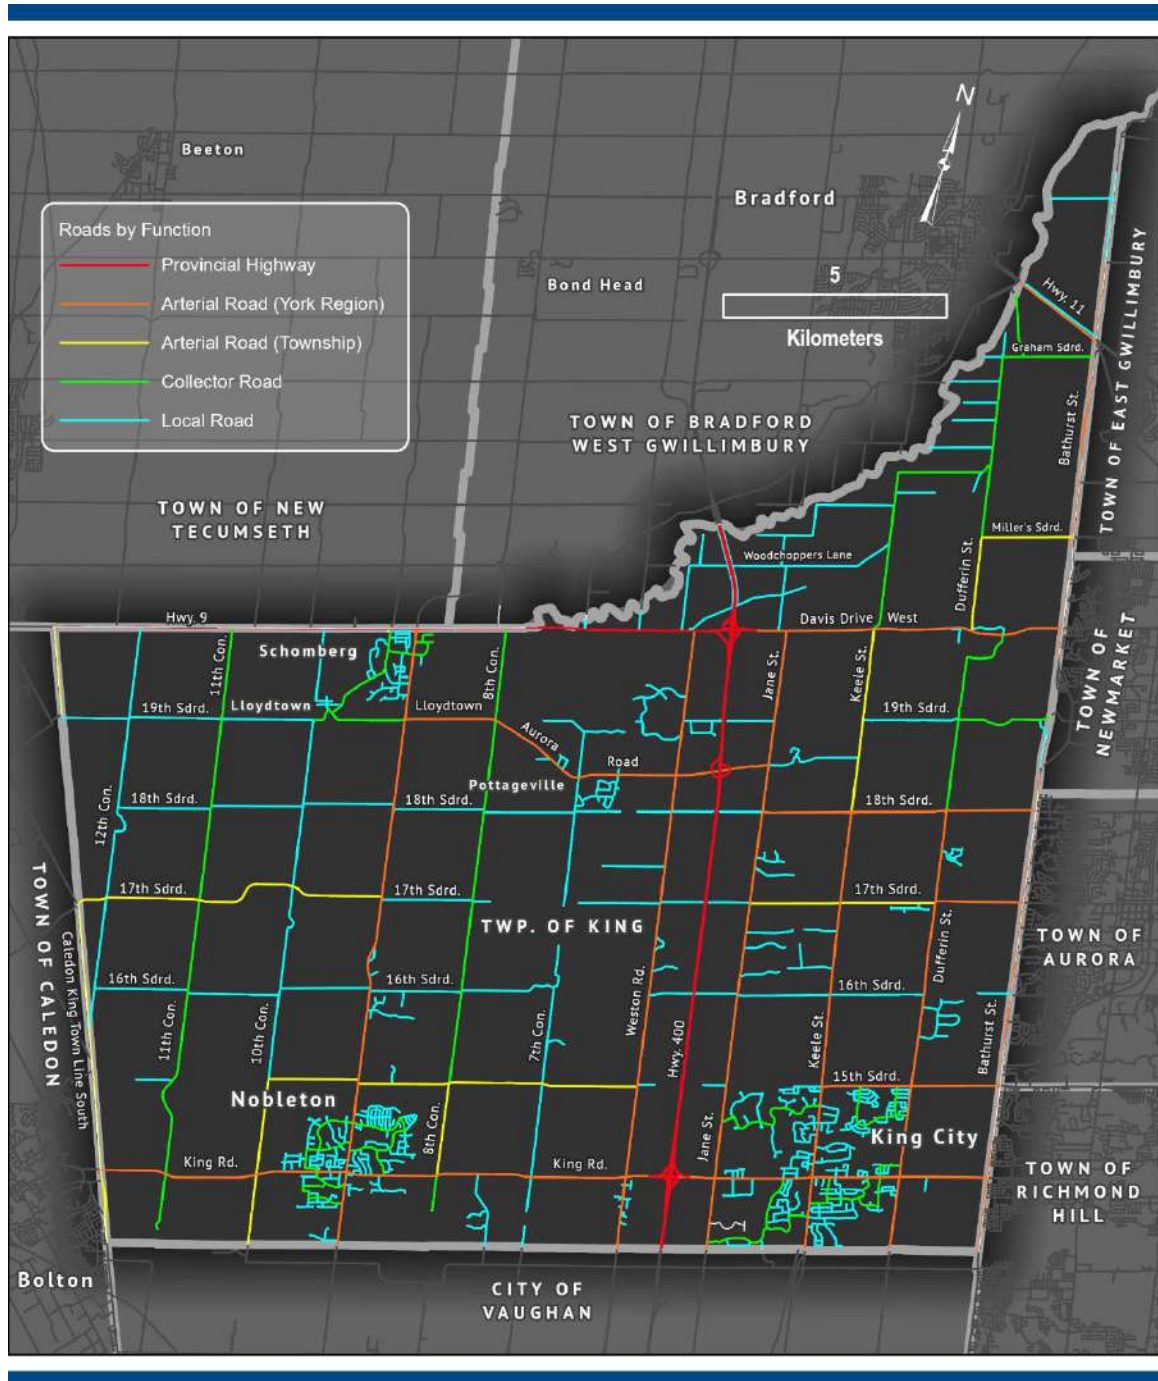 N
Beeton
Bradford
Roads by Function
Provincial Highway
Arterial Road (York Region)
Arterial Road (Township)
Collector Road
Local Road
Bond Head
5
Kilometers
Hwy. 11
Graham Sdrd.
TOWN OF EAST GWILLIMBURY
Bathurst St.
TOWN OF BRADFORD
WEST GWILLIMBURY
TOWN OF NEW
TECUMSETH
Miller's Sdrd.
Woodchoppers Lane
Dufferin St.
Hwy. 9
Davis Drive West
Schomberg
11th Con.
8th Con.
Jane St.
Keele St.
TOWN OF
NEWMARKET
19th Sdrd.
Lloydtown
Lloydtown
Aurora
Road
19th Sdrd.
Pottageville
12th Con.
18th Sdrd.
18th Sdrd.
18th Sdrd.
TOWN OF CALEDON
17th Sdrd.
17th Sdrd.
17th Sdrd.
TWP. OF KING
Dufferin St.
TOWN OF
AURORA
Caledon King Town Line South
16th Sdrd.
16th Sdrd.
16th Sdrd.
Weston Rd.
11th Con.
10th Con.
7th Con.
Hwy. 400
Keele St.
Bathurst St.
15th Sdrd.
Nobleton
8th Con.
Jane St.
King City
King Rd.
King Rd.
TOWN OF
RICHMOND
HILL
Bolton
CITY OF
VAUGHAN